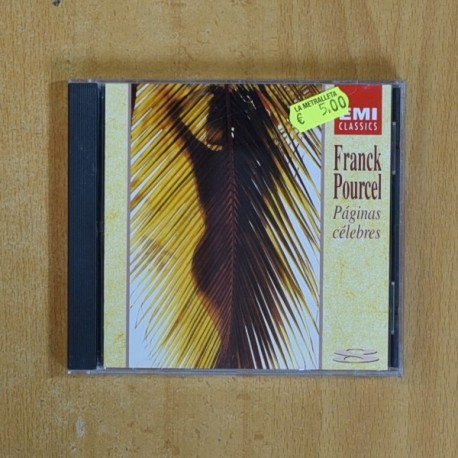 LA METRALLETA
€ 5,00
EMI
CLASSICS
Franck
Pourcel
Páginas
célebres